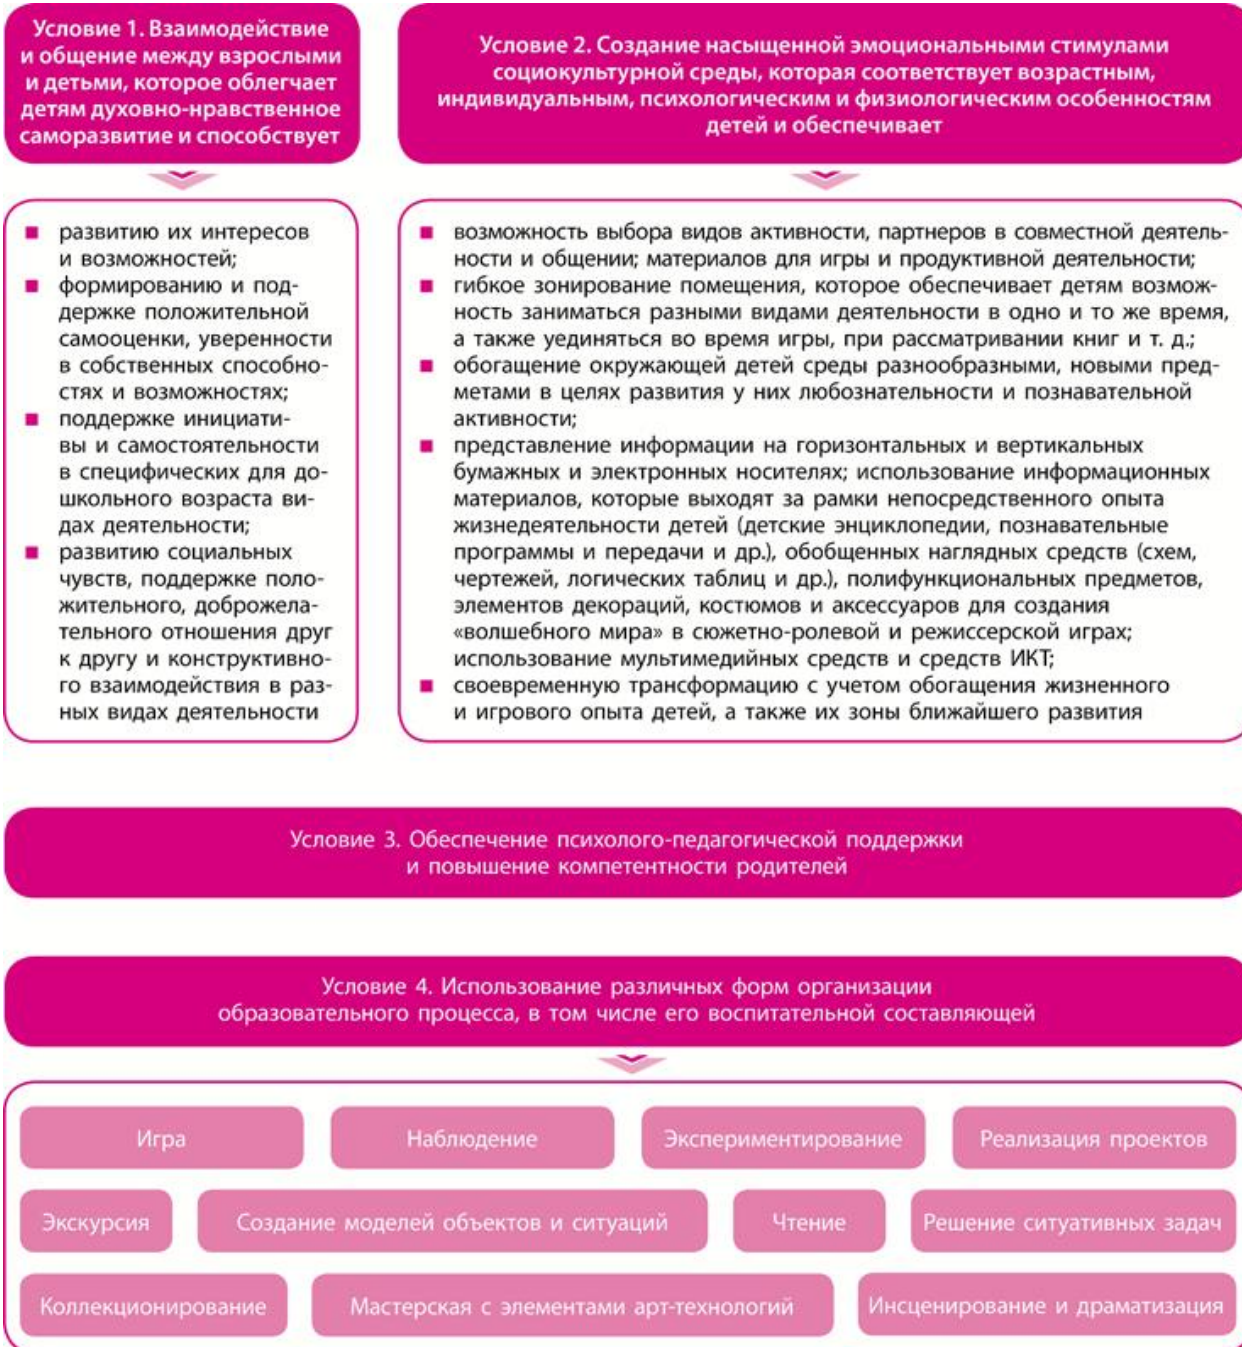 Условие 1. Взаимодействие
и общение между взрослыми
и детьми, которое облегчает
детям духовно-нравственное
саморазвитие и способствует
развитию их интересов
и возможностей;
формированию и под-
держке положительной
самооценки, уверенности
в собственных способно-
стях и возможностях;
поддержке инициати-
вы и самостоятельности
в специфических для до-
школьного возраста ви-
дах деятельности;
развитию социальных
чувств, поддержке поло-
жительного, доброжела-
тельного отношения друг
к другу и конструктивно-
го взаимодействия в раз-
ных видах деятельности
Условие 2. Создание насыщенной эмоциональными стимулами
социокультурной среды, которая соответствует возрастным,
индивидуальным, психологическим и физиологическим особенностям
детей и обеспечивает
возможность выбора видов активности, партнеров в совместной деятель-
ности и общении; материалов для игры и продуктивной деятельности;
гибкое зонирование помещения, которое обеспечивает детям возмож-
ность заниматься разными видами деятельности в одно и то же время,
а также уединяться во время игры, при рассматривании книг и т. д.;
обогащение окружающей детей среды разнообразными, новыми пред-
метами в целях развития у них любознательности и познавательной
активности;
представление информации на горизонтальных и вертикальных
бумажных и электронных носителях; использование информационных
материалов, которые выходят за рамки непосредственного опыта
жизнедеятельности детей (детские энциклопедии, познавательные
программы и передачи и др.), обобщенных наглядных средств (схем,
чертежей, логических таблиц и др.), полифункциональных предметов,
элементов декораций, костюмов и аксессуаров для создания
«волшебного мира» в сюжетно-ролевой и режиссерской играх;
использование мультимедийных средств и средств ИКТ;
своевременную трансформацию с учетом обогащения жизненного
и игрового опыта детей, а также их зоны ближайшего развития
Условие 3. Обеспечение психолого-педагогической поддержки
и повышение компетентности родителей
Условие 4. Использование различных форм организации
образовательного процесса, в том числе его воспитательной составляющей
Игра
Наблюдение
Экспериментирование
Реализация проектов
Экскурсия
Создание моделей объектов и ситуаций
Чтение
Решение ситуативных задач
Коллекционирование
Мастерская с элементами арт-технологий
Инсценирование и драматизация